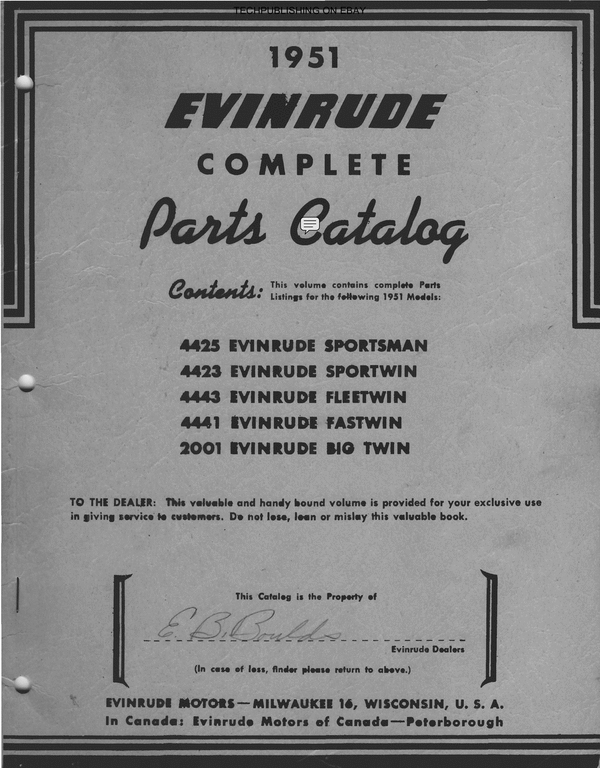 TECHPUBLISHING ON EBAY
1951
EVINRUDE
COMPLETE
Parts Catalog
Contents: This volume contains complete Parts
Listings for the following 1951 Models:
4425 EVINRUDE SPORTSMAN
4423 EVINRUDE SPORTWIN
4443 EVINRUDE FLEETWIN
4441 EVINRUDE FASTWIN
2001 EVINRUDE BIG TWIN
TO THE DEALER: This valuable and handy bound volume is provided for your exclusive use
in giving service to customers. Do not lose, loan or mislay this valuable book.
This Catalog is the Property of
E. B. Boulds
Evinrude Dealers
(In case of loss, finder please return to above.)
EVINRUDE MOTORS—MILWAUKEE 16, WISCONSIN, U. S. A.
In Canada: Evinrude Motors of Canada—Peterborough